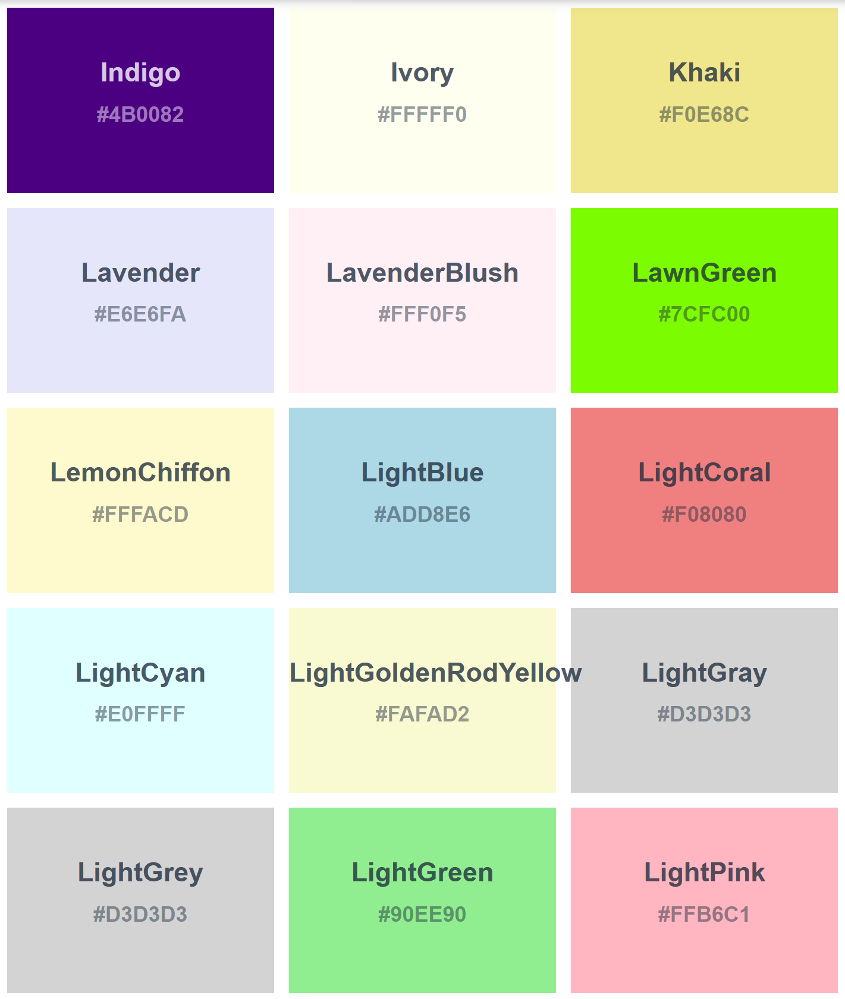 Indigo
#4B0082
Ivory
#FFFFF0
Khaki
#F0E68C
Lavender
#E6E6FA
LavenderBlush
#FFF0F5
LawnGreen
#7CFC00
LemonChiffon
#FFFACD
LightBlue
#ADD8E6
LightCoral
#F08080
LightCyan
#E0FFFF
LightGoldenRodYellow
#FAFAD2
LightGray
#D3D3D3
LightGrey
#D3D3D3
LightGreen
#90EE90
LightPink
#FFB6C1